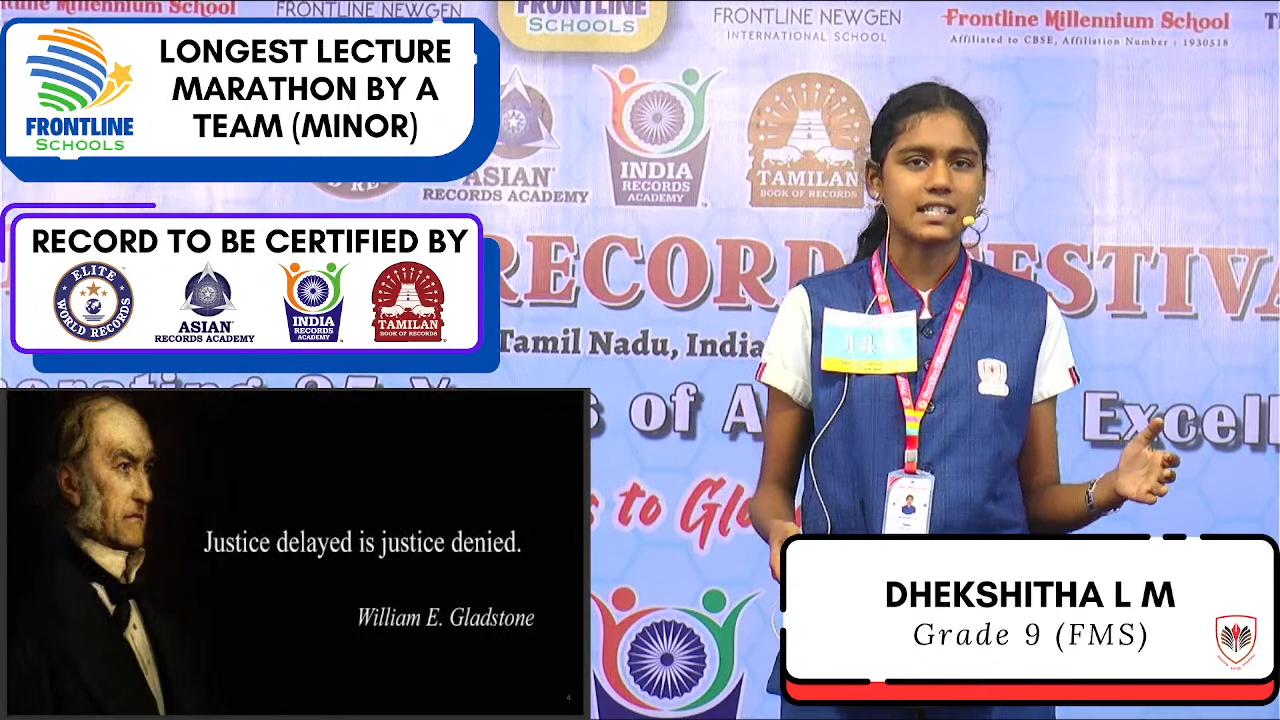 Frontline Millennium School
FRONTLINE NEWGEN
FRONTLINE
SCHOOLS
FRONTLINE NEWGEN
INTERNATIONAL SCHOOL
Frontline Millennium School
Affiliated to CBSE, Affiliation Number : 1930518
FRONTLINE
SCHOOLS
LONGEST LECTURE
MARATHON BY A
TEAM (MINOR)
ASIAN
RECORDS ACADEMY
INDIA
RECORDS
ACADEMY
TAMILAN
BOOK OF RECORDS
RECORD TO BE CERTIFIED BY
ELITE
WORLD RECORDS
ASIAN
RECORDS ACADEMY
INDIA
RECORDS
ACADEMY
TAMILAN
BOOK OF RECORDS
RECORD
Tamil Nadu, India
of
Excell
to
Justice delayed is justice denied.
William E. Gladstone
4
DHEKSHITHA L M
Grade 9 (FMS)